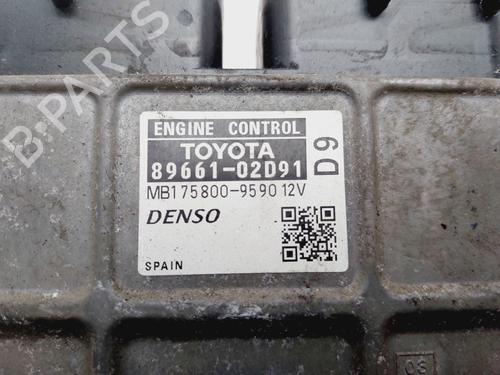 B-PARTS
ENGINE CONTROL
TOYOTA
89661-02D91
D9
MB175800-9590 12V
DENSO
SPAIN